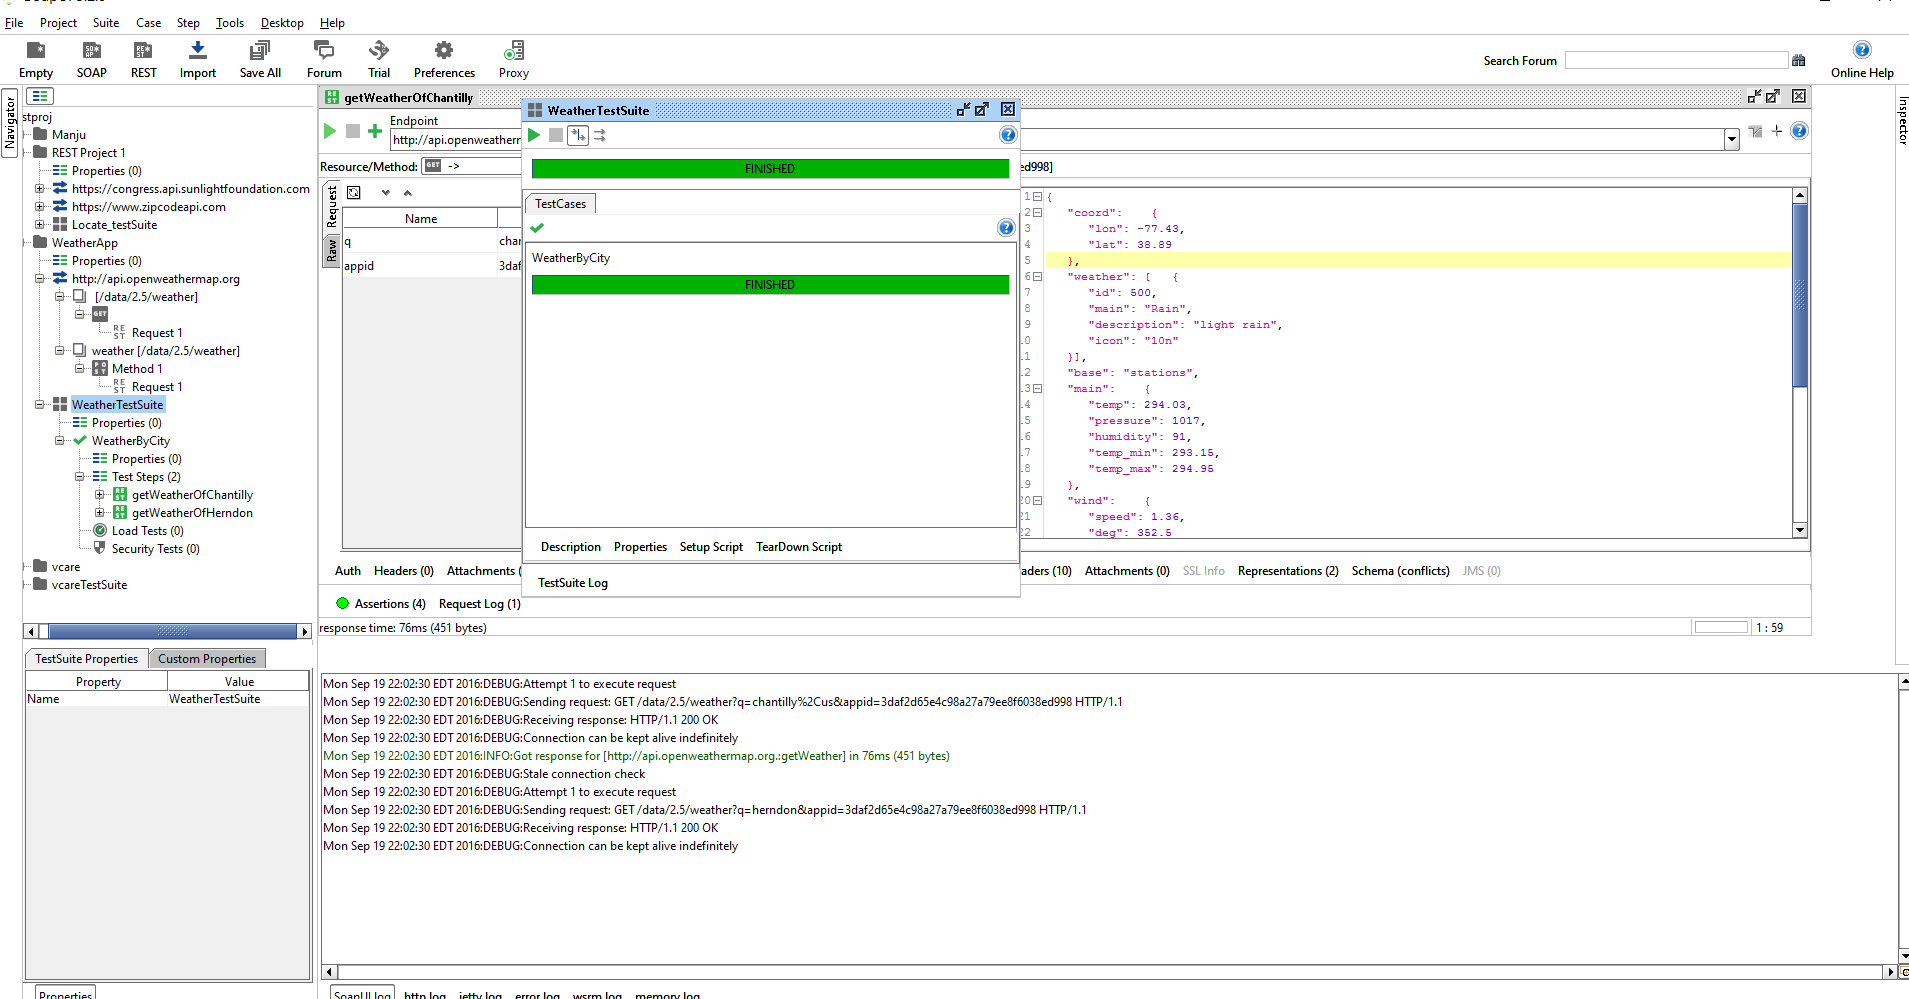 File Project Suite Case Step Tools Desktop Help
Empty SOAP REST Import Save All Forum Trial Preferences Proxy
Search Forum
Online Help
Navigator
Inspector
stproj
Manju
REST Project 1
Properties (0)
https://congress.api.sunlightfoundation.com
https://www.zipcodeapi.com
Locate_testSuite
WeatherApp
Properties (0)
http://api.openweathermap.org
[/data/2.5/weather]
GET
Request 1
weather [/data/2.5/weather]
Method 1
Request 1
WeatherTestSuite
Properties (0)
WeatherByCity
Properties (0)
Test Steps (2)
getWeatherOfChantilly
getWeatherOfHerndon
Load Tests (0)
Security Tests (0)
vcare
vcareTestSuite
TestSuite Properties Custom Properties
Property Value
Name WeatherTestSuite
Properties
getWeatherOfChantilly
Endpoint
http://api.openweathern
Resource/Method: GET ->
ed998]
Request
Raw
Name
q chan
appid 3daf
WeatherTestSuite
FINISHED
TestCases
WeatherByCity
FINISHED
Description Properties Setup Script TearDown Script
TestSuite Log
1 {
2 "coord": {
3 "lon": -77.43,
4 "lat": 38.89
5 },
6 "weather": [ {
7 "id": 500,
8 "main": "Rain",
9 "description": "light rain",
.0 "icon": "10n"
.1 }],
.2 "base": "stations",
.3 "main": {
.4 "temp": 294.03,
.5 "pressure": 1017,
.6 "humidity": 91,
.7 "temp_min": 293.15,
.8 "temp_max": 294.95
.9 },
20 "wind": {
21 "speed": 1.36,
22 "deg": 352.5
Auth Headers (0) Attachments (
aders (10) Attachments (0) SSL Info Representations (2) Schema (conflicts) JMS (0)
Assertions (4) Request Log (1)
response time: 76ms (451 bytes)
1 : 59
Mon Sep 19 22:02:30 EDT 2016:DEBUG:Attempt 1 to execute request
Mon Sep 19 22:02:30 EDT 2016:DEBUG:Sending request: GET /data/2.5/weather?q=chantilly%2Cus&appid=3daf2d65e4c98a27a79ee8f6038ed998 HTTP/1.1
Mon Sep 19 22:02:30 EDT 2016:DEBUG:Receiving response: HTTP/1.1 200 OK
Mon Sep 19 22:02:30 EDT 2016:DEBUG:Connection can be kept alive indefinitely
Mon Sep 19 22:02:30 EDT 2016:INFO:Got response for [http://api.openweathermap.org.:getWeather] in 76ms (451 bytes)
Mon Sep 19 22:02:30 EDT 2016:DEBUG:Stale connection check
Mon Sep 19 22:02:30 EDT 2016:DEBUG:Attempt 1 to execute request
Mon Sep 19 22:02:30 EDT 2016:DEBUG:Sending request: GET /data/2.5/weather?q=herndon&appid=3daf2d65e4c98a27a79ee8f6038ed998 HTTP/1.1
Mon Sep 19 22:02:30 EDT 2016:DEBUG:Receiving response: HTTP/1.1 200 OK
Mon Sep 19 22:02:30 EDT 2016:DEBUG:Connection can be kept alive indefinitely
SoapUI log http log jetty log error log wsrm log memory log